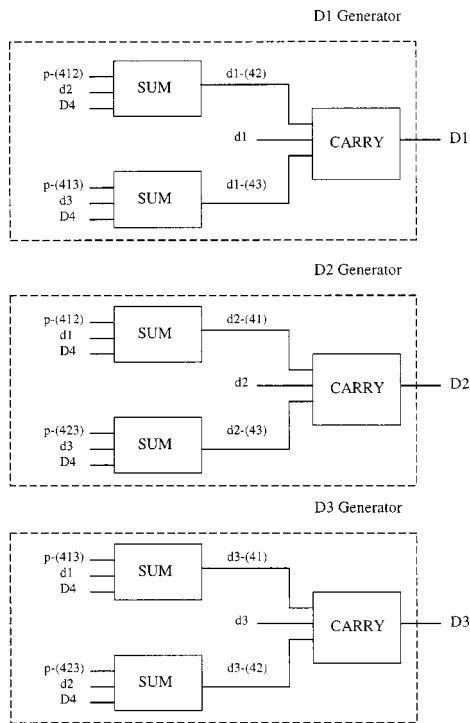 D1 Generator
p-(412)
d2
D4
SUM
d1-(42)
d1
CARRY
D1
p-(413)
d3
D4
SUM
d1-(43)
D2 Generator
p-(412)
d1
D4
SUM
d2-(41)
d2
CARRY
D2
p-(423)
d3
D4
SUM
d2-(43)
D3 Generator
p-(413)
d1
D4
SUM
d3-(41)
d3
CARRY
D3
p-(423)
d2
D4
SUM
d3-(42)